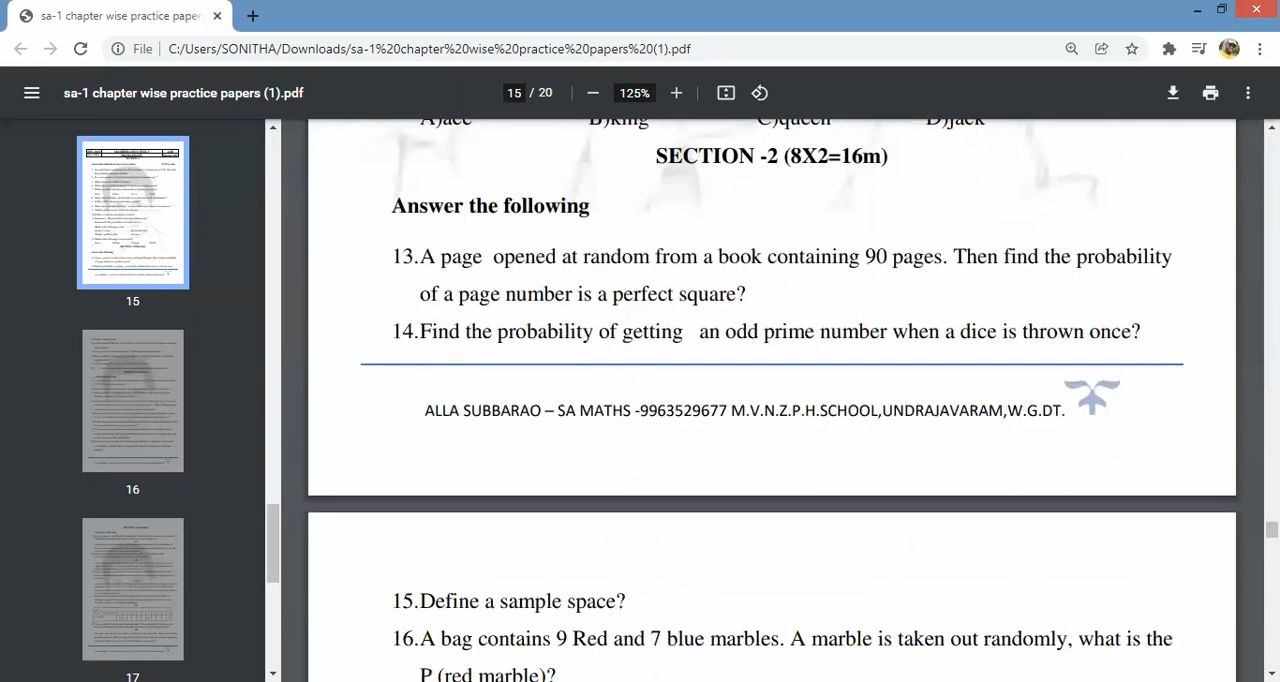 sa-1 chapter wise practice paper
File
C:/Users/SONITHA/Downloads/sa-1%20chapter%20wise%20practice%20papers%20(1).pdf
sa-1 chapter wise practice papers (1).pdf
15 / 20
125%
15
16
17
A)ace B)king C)queen D)jack
SECTION -2 (8X2=16m)
Answer the following
13.A page opened at random from a book containing 90 pages. Then find the probability
of a page number is a perfect square?
14.Find the probability of getting an odd prime number when a dice is thrown once?
ALLA SUBBARAO – SA MATHS -9963529677 M.V.N.Z.P.H.SCHOOL,UNDRAJAVARAM,W.G.DT.
15.Define a sample space?
16.A bag contains 9 Red and 7 blue marbles. A marble is taken out randomly, what is the
P (red marble)?